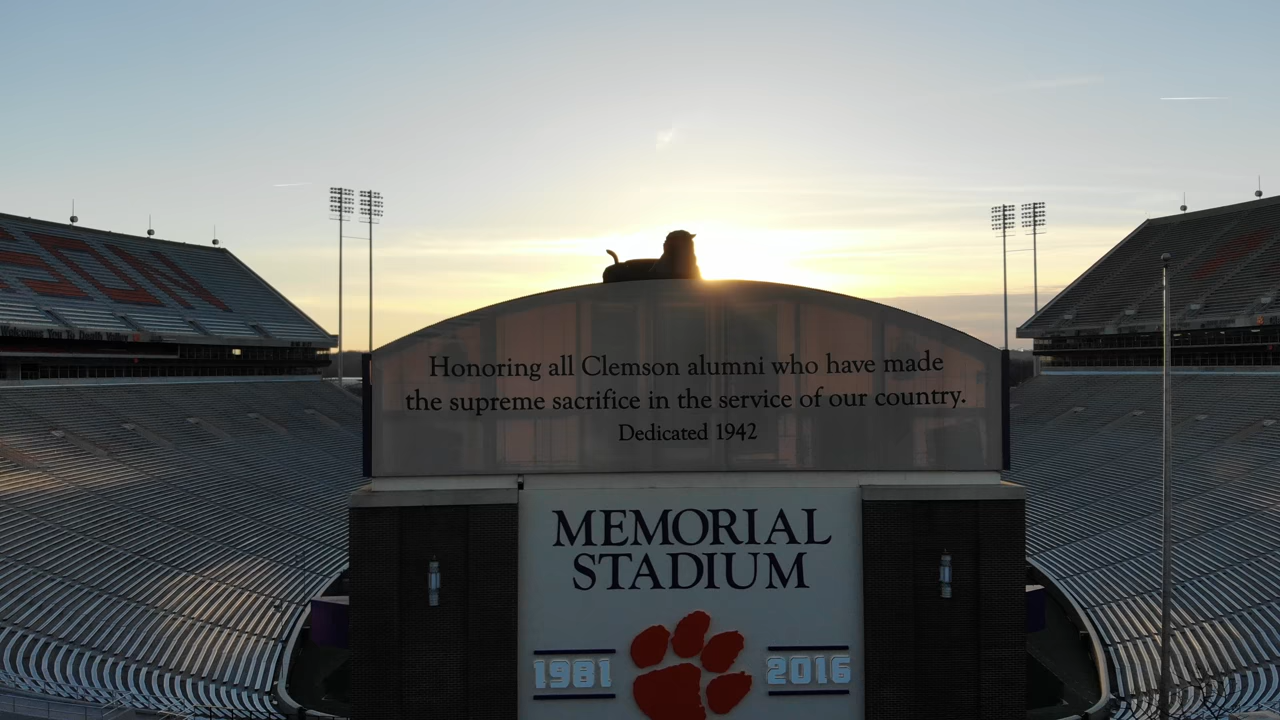 Honoring all Clemson alumni who have made
the supreme sacrifice in the service of our country.
Dedicated 1942
MEMORIAL
STADIUM
1981
2016